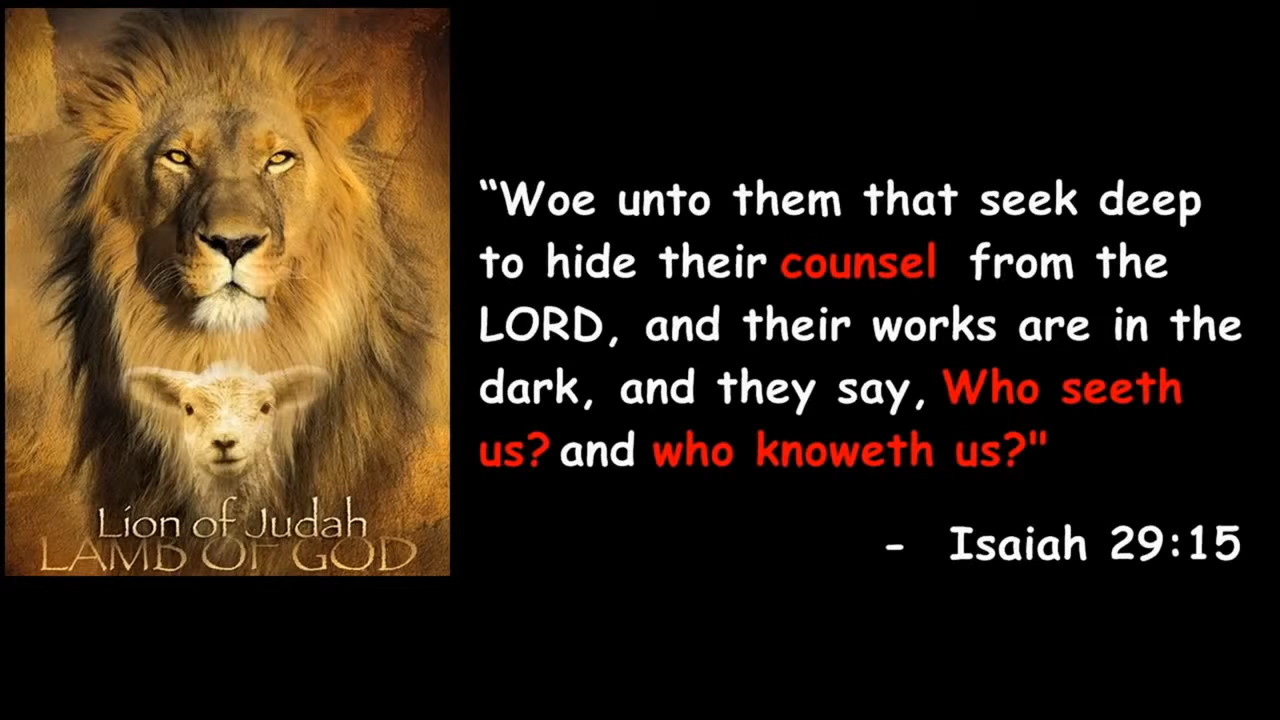 Lion of Judah
LAMB OF GOD
“Woe unto them that seek deep
to hide their counsel from the
LORD, and their works are in the
dark, and they say, Who seeth
us? and who knoweth us?"
- Isaiah 29:15